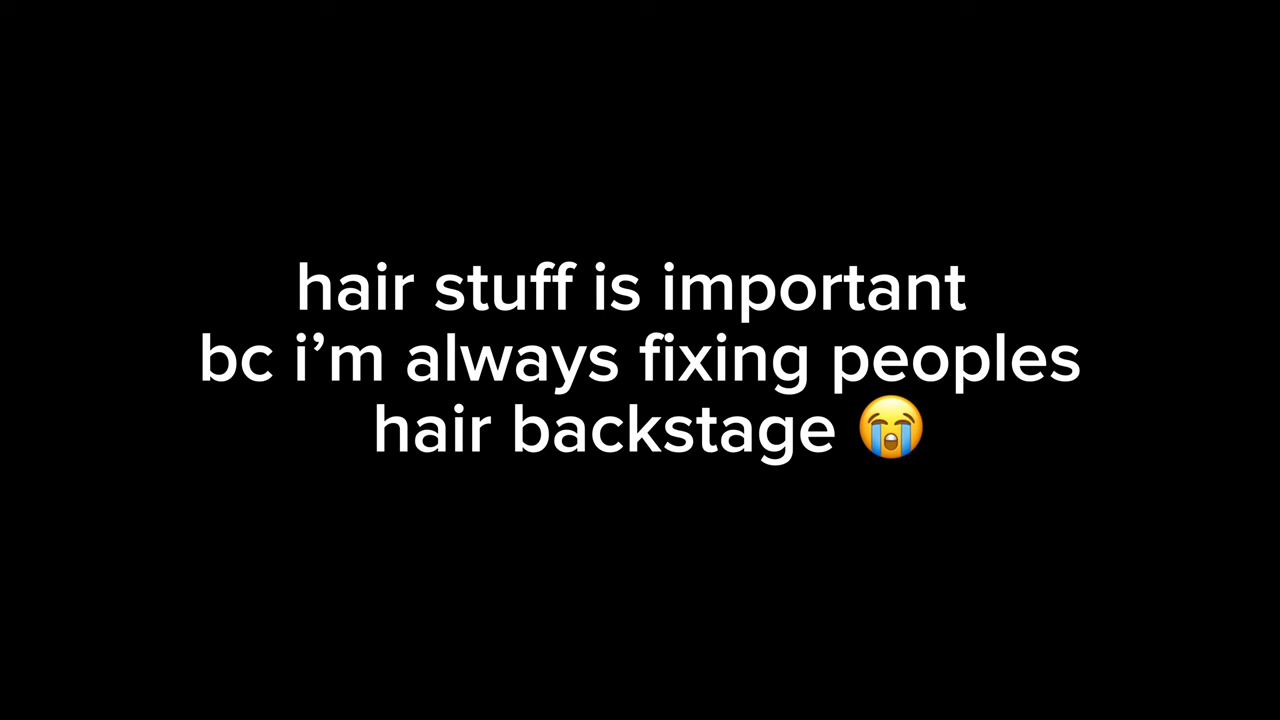 hair stuff is important
bc i’m always fixing peoples
hair backstage 😭